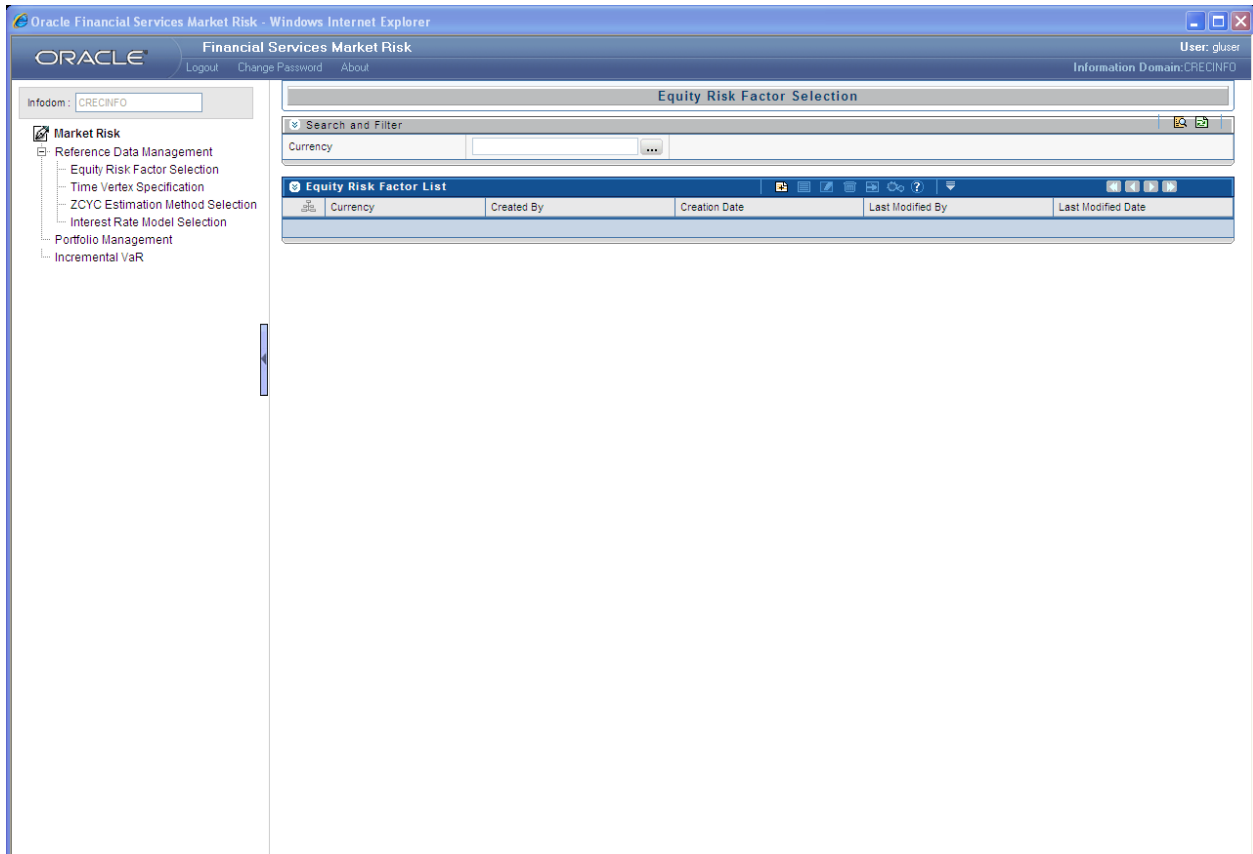 Oracle Financial Services Market Risk - Windows Internet Explorer
ORACLE
Financial Services Market Risk
User: gluser
Logout Change Password About
Information Domain:CRECINFO
Infodom : CRECINFO
Market Risk
Reference Data Management
Equity Risk Factor Selection
Time Vertex Specification
ZCYC Estimation Method Selection
Interest Rate Model Selection
Portfolio Management
Incremental VaR
Equity Risk Factor Selection
Search and Filter
Currency ...
Equity Risk Factor List
Currency Created By Creation Date Last Modified By Last Modified Date